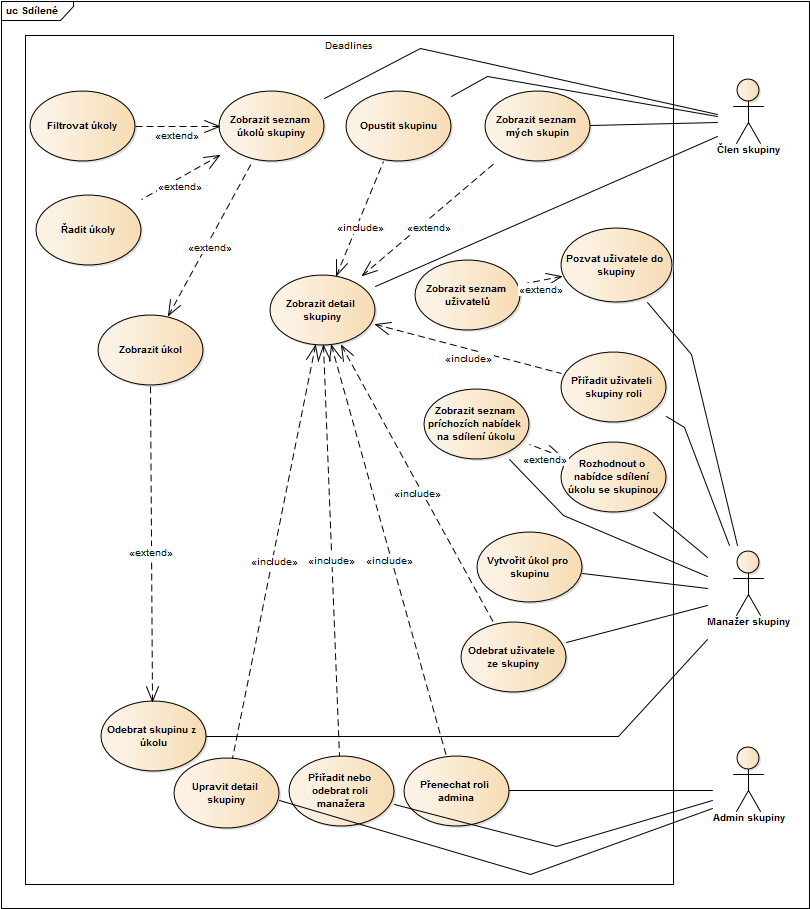 uc Sdílené
Deadlines
Filtrovat úkoly
«extend»
Zobrazit seznam
úkolů skupiny
Opustit skupinu
Zobrazit seznam
mých skupin
Člen skupiny
«extend»
Řadit úkoly
«extend»
«include»
«extend»
Pozvat uživatele do
skupiny
Zobrazit seznam
uživatelů
«extend»
Zobrazit detail
skupiny
Zobrazit úkol
«include»
Přiřadit uživateli
skupiny roli
Zobrazit seznam
príchozích nabídek
na sdílení úkolu
«extend»
Rozhodnout o
nabídce sdílení
úkolu se skupinou
«include»
«extend»
«include»
«include»
«include»
Vytvořit úkol pro
skupinu
Manažer skupiny
Odebrat uživatele
ze skupiny
Odebrat skupinu z
úkolu
Upravit detail
skupiny
Přiřadit nebo
odebrat roli
manažera
Přenechat roli
admina
Admin skupiny